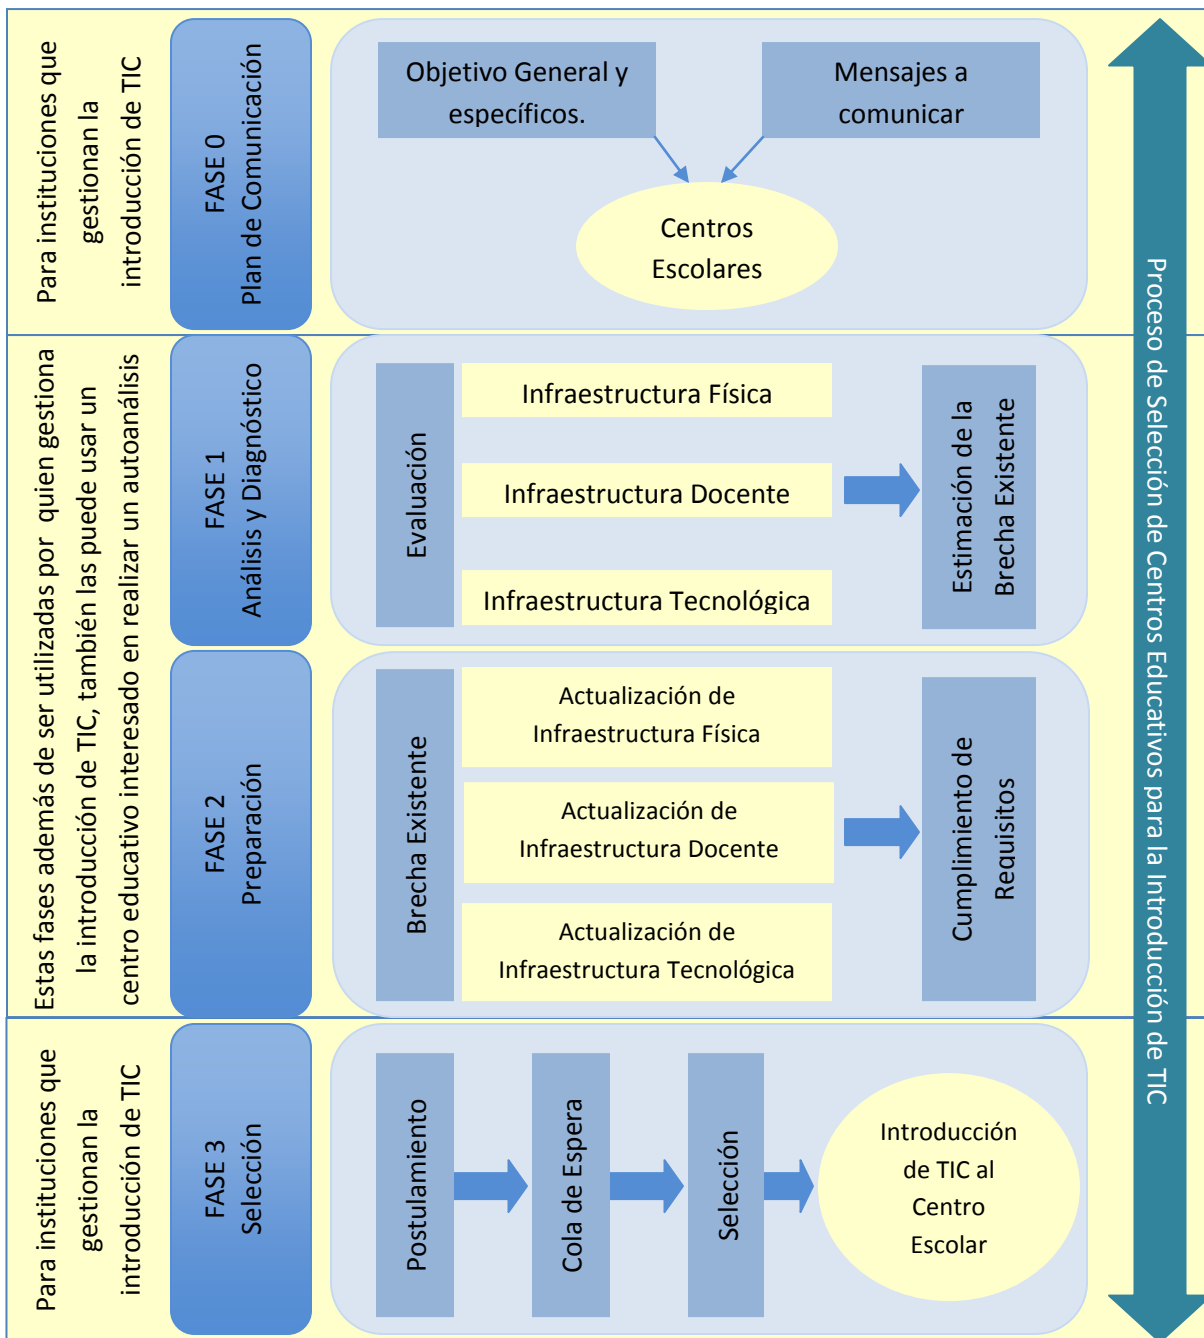 Para instituciones que
gestionan la
introducción de TIC
FASE 0
Plan de Comunicación
Objetivo General y
específicos.
Mensajes a
comunicar
Centros
Escolares
Estas fases además de ser utilizadas por quien gestiona
la introducción de TIC, también las puede usar un
centro educativo interesado en realizar un autoanálisis
FASE 1
Análisis y Diagnóstico
Evaluación
Infraestructura Física
Infraestructura Docente
Infraestructura Tecnológica
Estimación de la
Brecha Existente
FASE 2
Preparación
Brecha Existente
Actualización de
Infraestructura Física
Actualización de
Infraestructura Docente
Actualización de
Infraestructura Tecnológica
Cumplimiento de
Requisitos
Para instituciones que
gestionan la
introducción de TIC
FASE 3
Selección
Postulamiento
Cola de Espera
Selección
Introducción
de TIC al
Centro
Escolar
Proceso de Selección de Centros Educativos para la Introducción de TIC